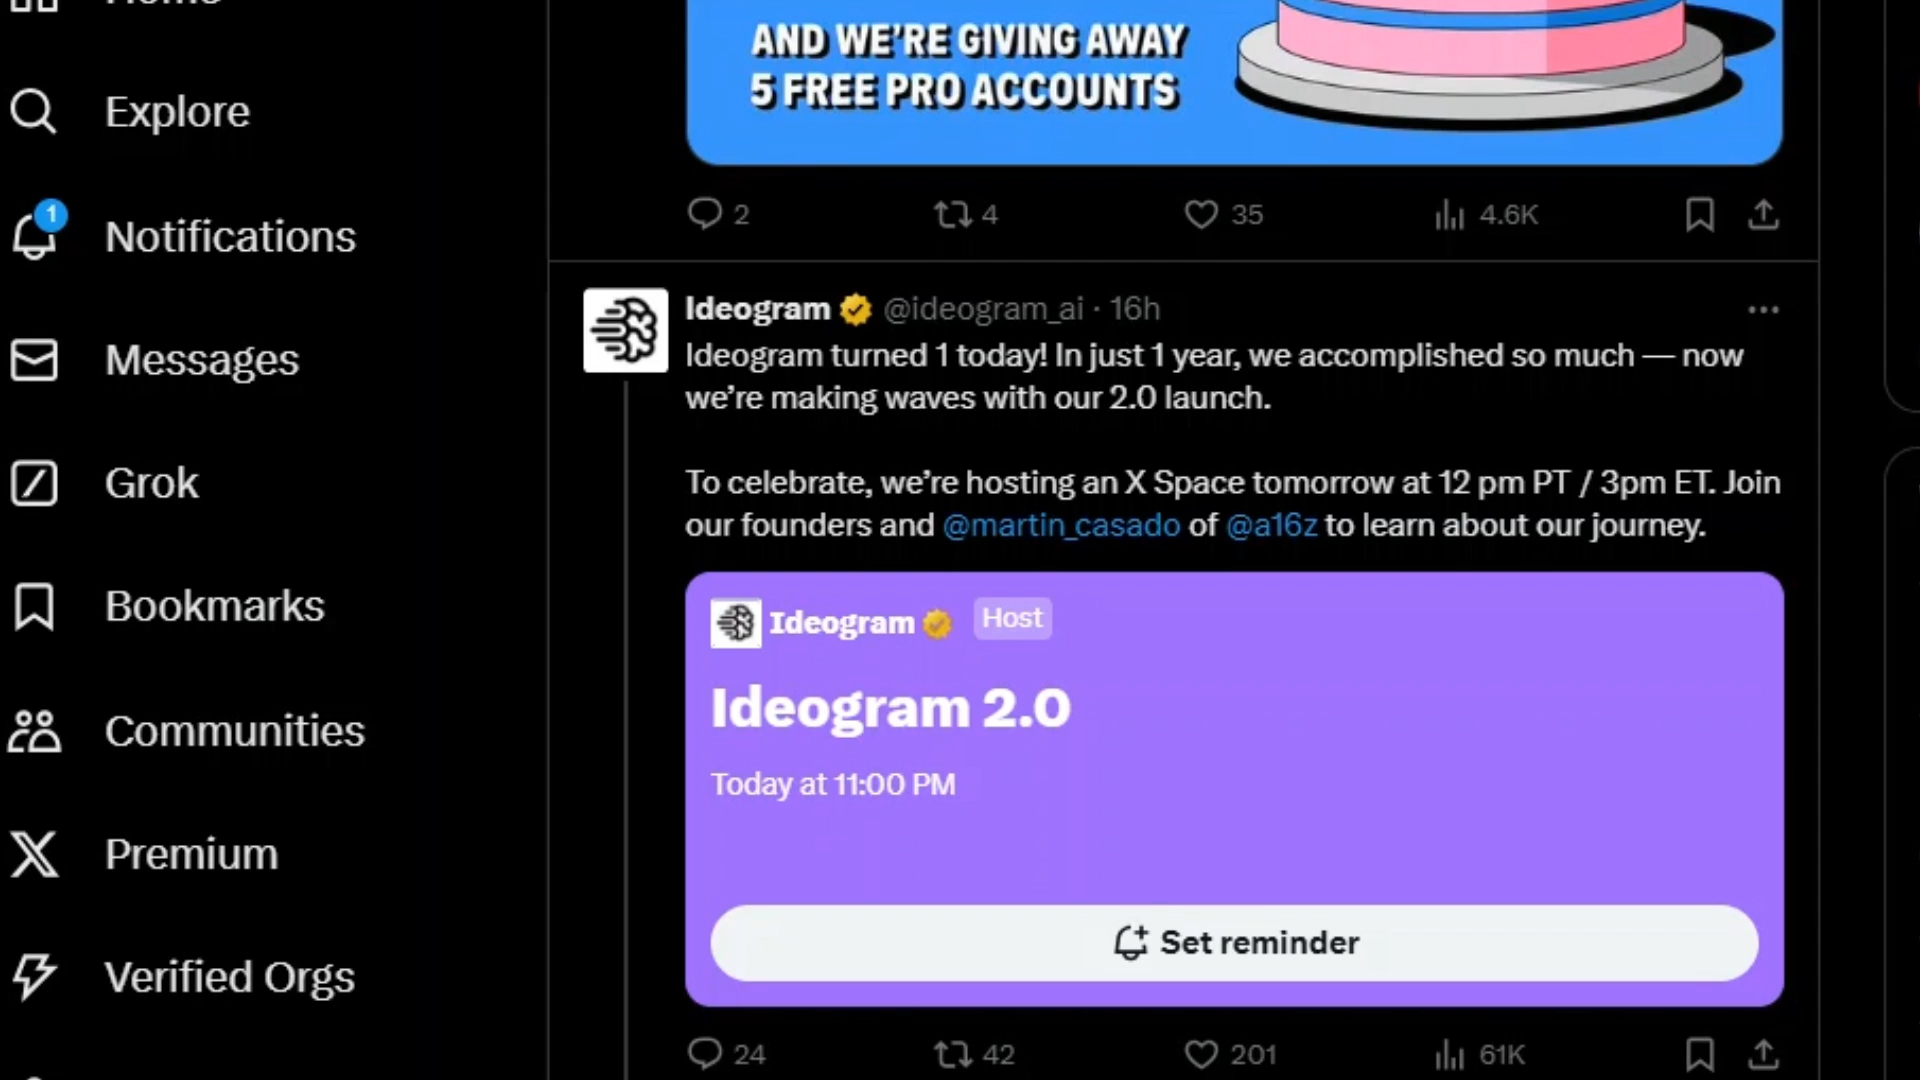 Home
AND WE'RE GIVING AWAY
5 FREE PRO ACCOUNTS
Explore
1
Notifications
2
4
35
4.6K
Ideogram @ideogram_ai · 16h
Ideogram turned 1 today! In just 1 year, we accomplished so much — now
we're making waves with our 2.0 launch.
Messages
Grok
To celebrate, we're hosting an X Space tomorrow at 12 pm PT / 3pm ET. Join
our founders and @martin_casado of @a16z to learn about our journey.
Bookmarks
Ideogram Host
Communities
Ideogram 2.0
Today at 11:00 PM
Premium
Set reminder
Verified Orgs
24
42
201
61K